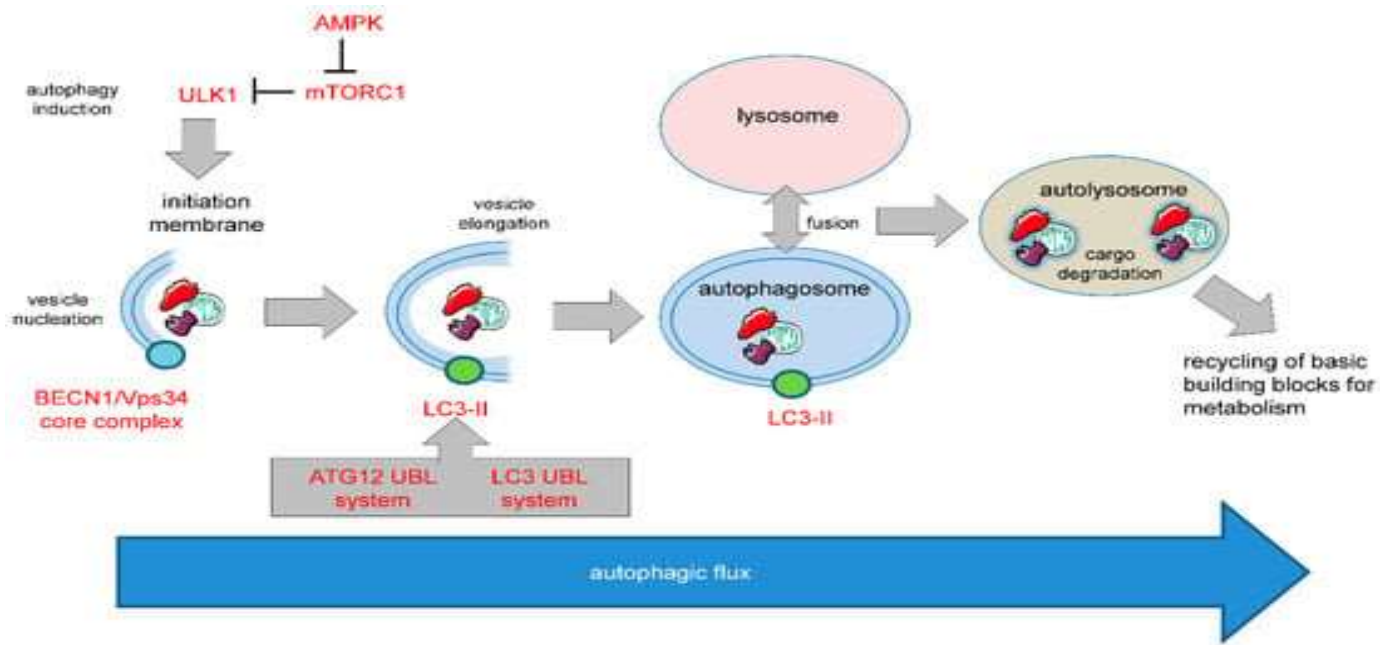 AMPK
autophagy
induction
ULK1
mTORC1
lysosome
initiation
membrane
vesicle
elongation
fusion
autolysosome
cargo
degradation
vesicle
nucleation
autophagosome
BECN1/Vps34
core complex
LC3-II
LC3-II
recycling of basic
building blocks for
metabolism
ATG12 UBL
system
LC3 UBL
system
autophagic flux